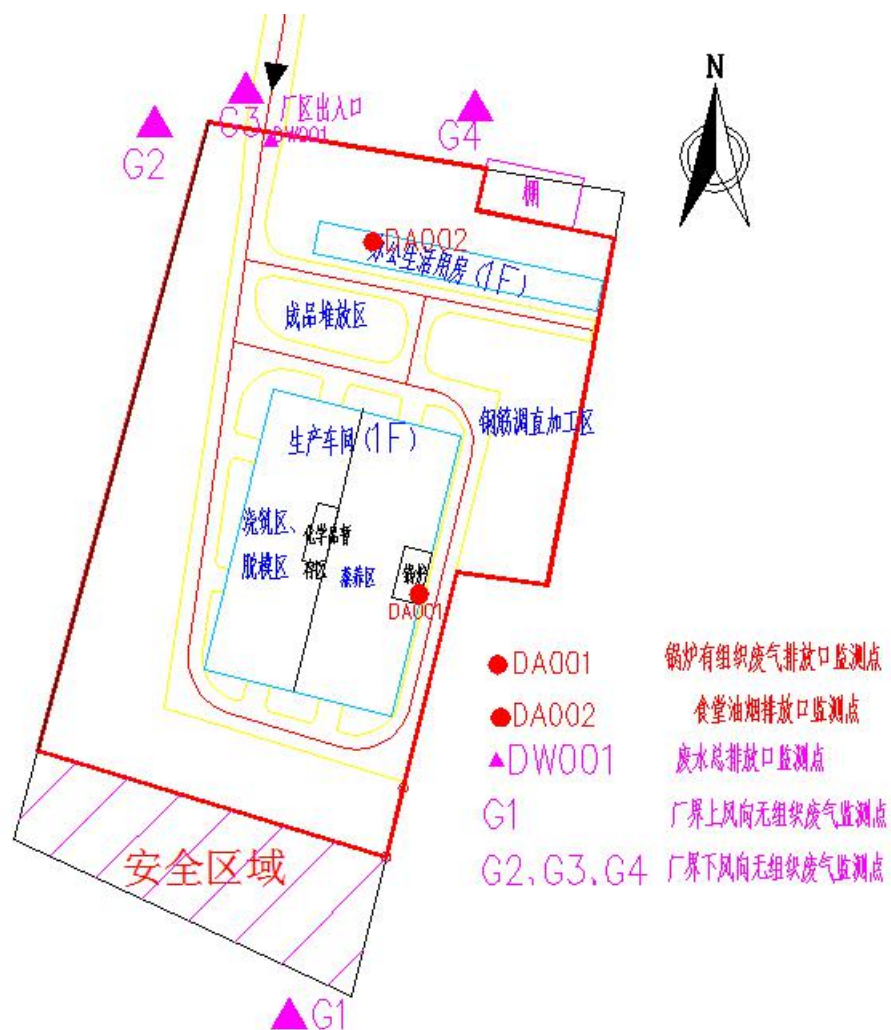 N
厂区出入口
G3
DW001
G4
G2
棚
DA002
办公生活用房(1F)
成品堆放区
钢筋调直加工区
生产车间(1F)
浇筑区、
脱模区
化学品暂
存区
蒸养区
锅炉
DA001
DA001 锅炉有组织废气排放口监测点
DA002 食堂油烟排放口监测点
DW001 废水总排放口监测点
G1 厂界上风向无组织废气监测点
G2、G3、G4 厂界下风向无组织废气监测点
安全区域
G1